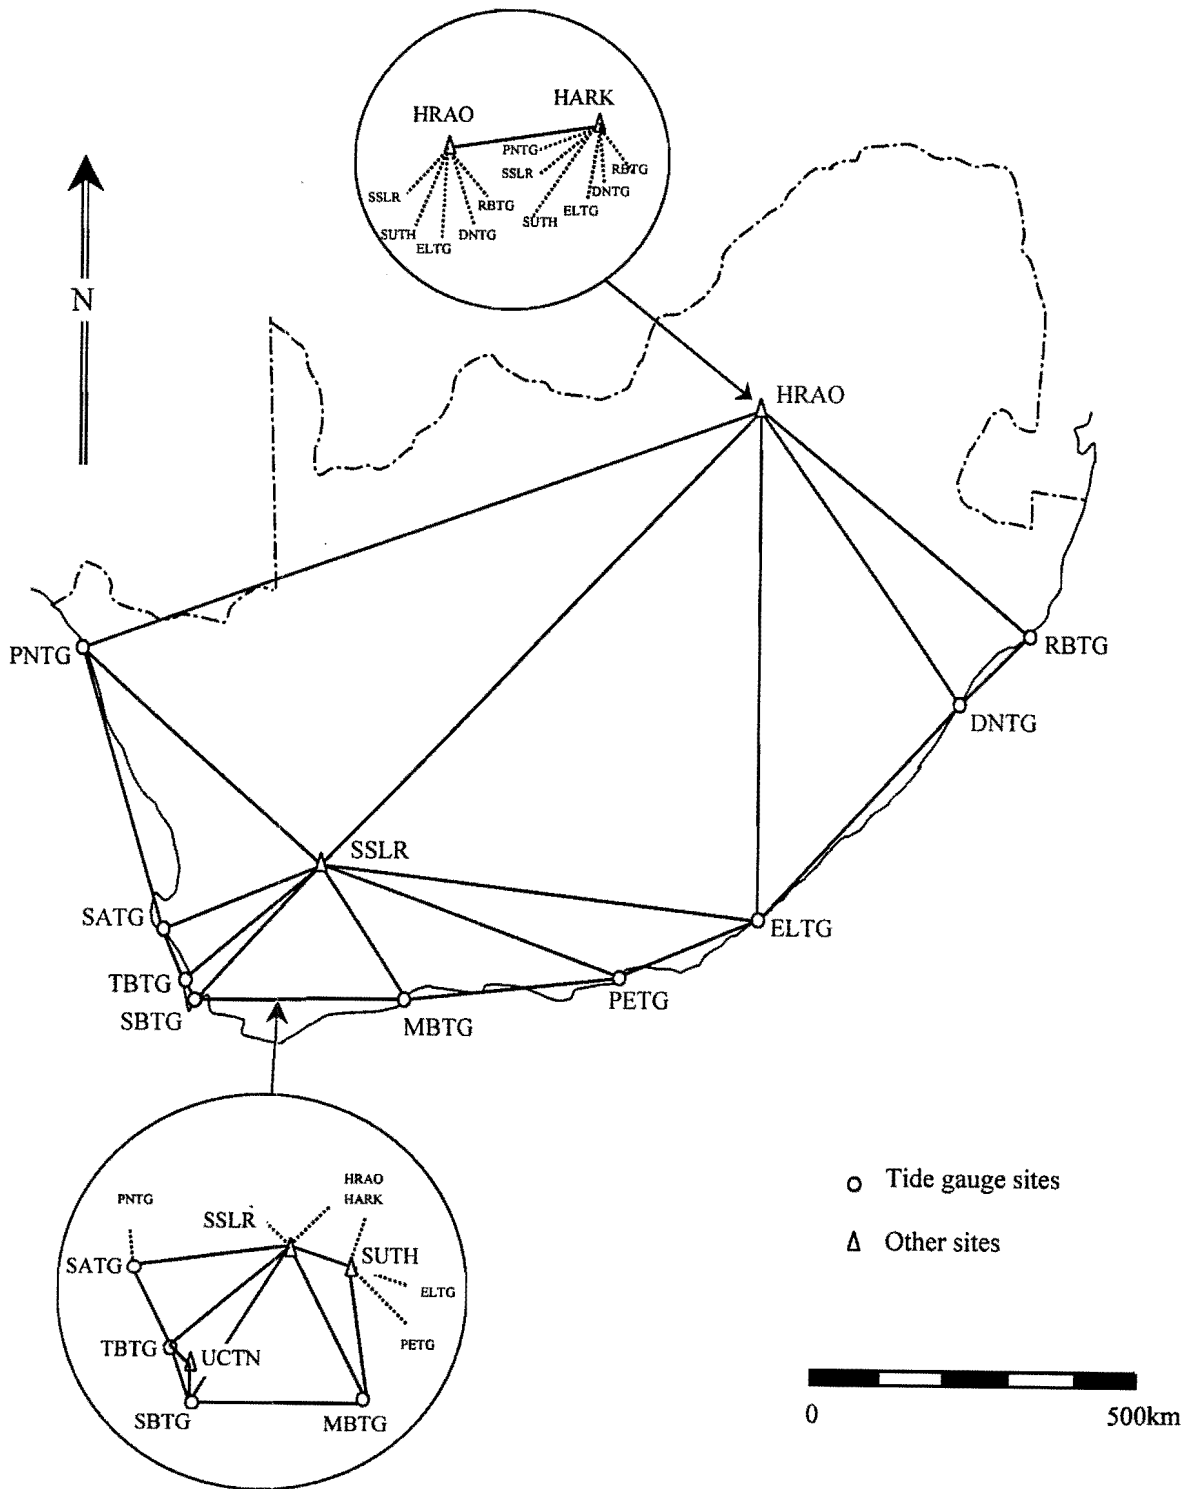 HARK
HRAO
PNTG
RBTG
SSLR
DNTG
SSLR
RBTG
ELTG
SUTH
SUTH
DNTG
ELTG
N
HRAO
RBTG
PNTG
DNTG
SSLR
SATG
ELTG
TBTG
PETG
SBTG
MBTG
Tide gauge sites
Other sites
HRAO
HARK
PNTG
SSLR
SUTH
SATG
ELTG
PETG
TBTG
UCTN
SBTG
MBTG
0
500km